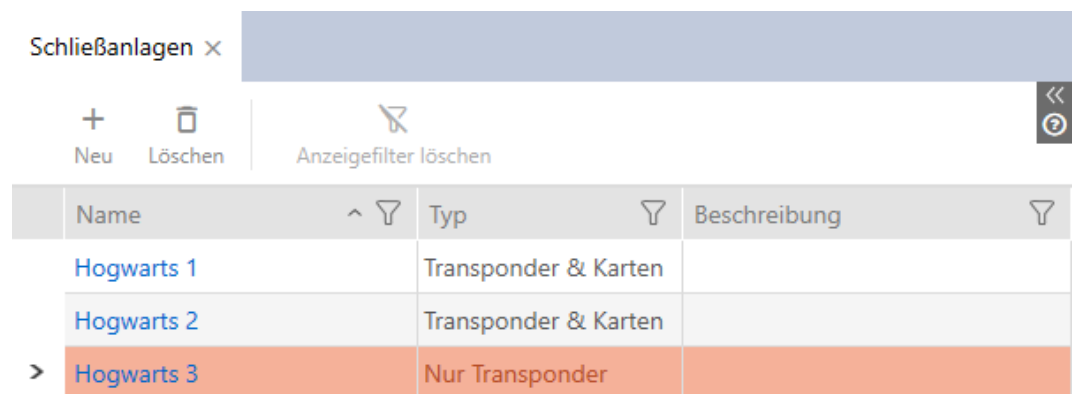 Schließanlagen
Neu Löschen Anzeigefilter löschen
Name Typ Beschreibung
Hogwarts 1 Transponder & Karten
Hogwarts 2 Transponder & Karten
Hogwarts 3 Nur Transponder